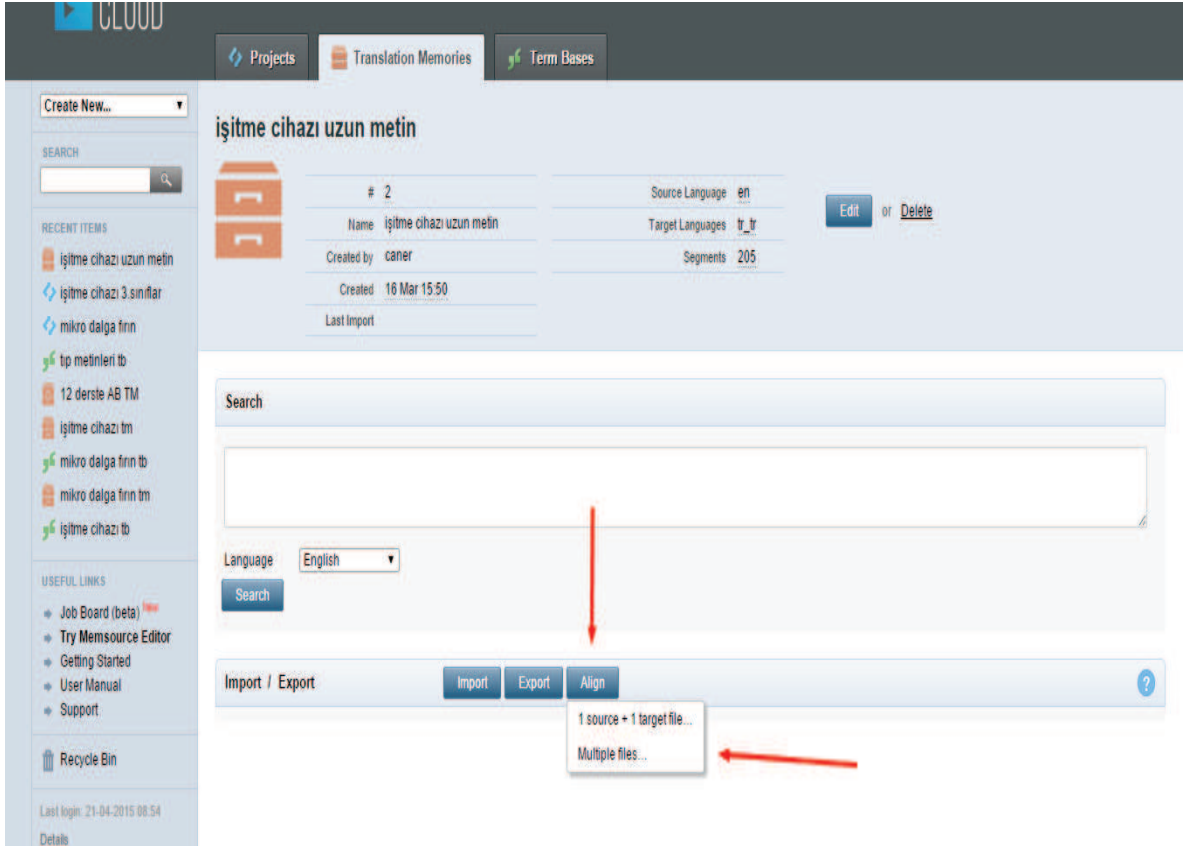 CLOUD
Projects
Translation Memories
Term Bases
Create New...
SEARCH
RECENT ITEMS
işitme cihazı uzun metin
işitme cihazı 3.sınıflar
mikro dalga fırın
tıp metinleri tb
12 derste AB TM
işitme cihazı tm
mikro dalga fırın tb
mikro dalga fırın tm
işitme cihazı tb
USEFUL LINKS
Job Board (beta)
Try Memsource Editor
Getting Started
User Manual
Support
Recycle Bin
Last login: 21-04-2015 08:54
Details
işitme cihazı uzun metin
# 2
Name işitme cihazı uzun metin
Created by caner
Created 16 Mar 15:50
Last Import
Source Language en
Target Languages tr_tr
Segments 205
Edit or Delete
Search
Language English
Search
Import / Export Import Export Align ?
1 source + 1 target file...
Multiple files...